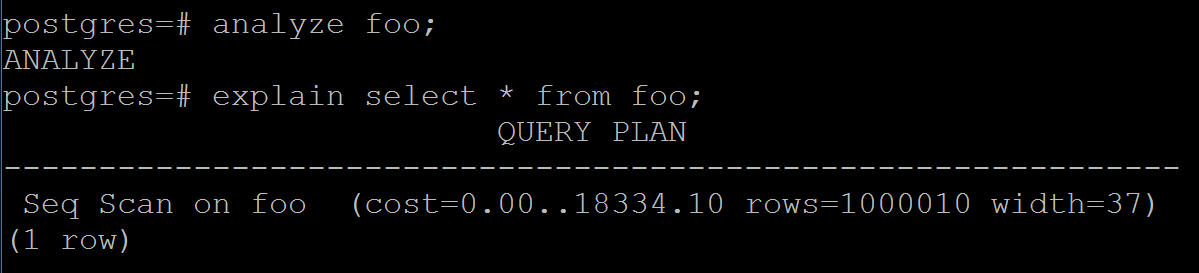 postgres=# analyze foo;
ANALYZE
postgres=# explain select * from foo;
QUERY PLAN
-------------------------------------------------------------------
Seq Scan on foo  (cost=0.00..18334.10 rows=1000010 width=37)
(1 row)